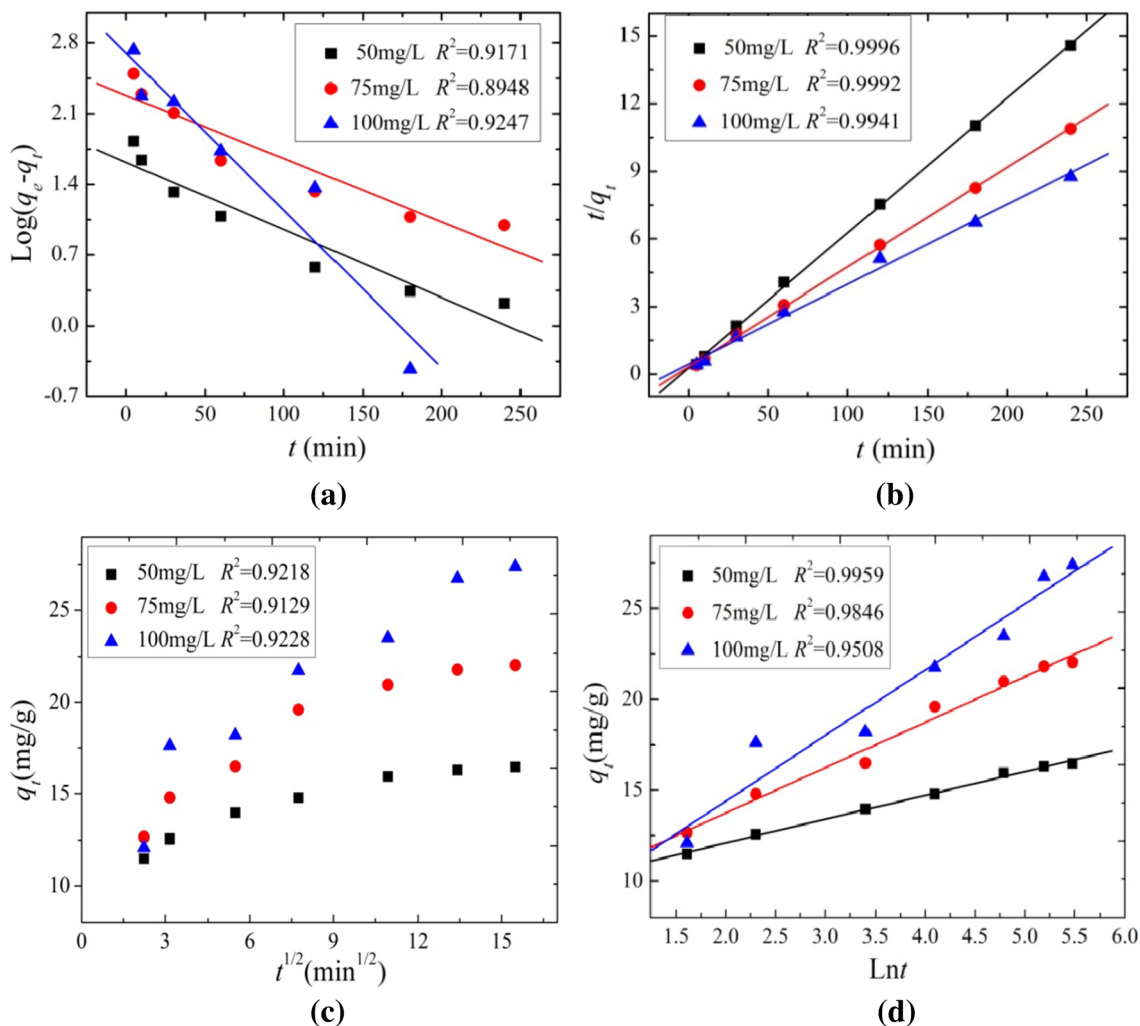 2.8
2.1
1.4
0.7
0.0
-0.7
Log(qe-qt)
50mg/L R²=0.9171
75mg/L R²=0.8948
100mg/L R²=0.9247
0 50 100 150 200 250
t (min)
(a)
15
12
9
6
3
0
t/qt
50mg/L R²=0.9996
75mg/L R²=0.9992
100mg/L R²=0.9941
0 50 100 150 200 250
t (min)
(b)
25
20
15
10
qt(mg/g)
50mg/L R²=0.9218
75mg/L R²=0.9129
100mg/L R²=0.9228
0 3 6 9 12 15
t1/2(min1/2)
(c)
25
20
15
10
qt(mg/g)
50mg/L R²=0.9959
75mg/L R²=0.9846
100mg/L R²=0.9508
1.5 2.0 2.5 3.0 3.5 4.0 4.5 5.0 5.5 6.0
Lnt
(d)